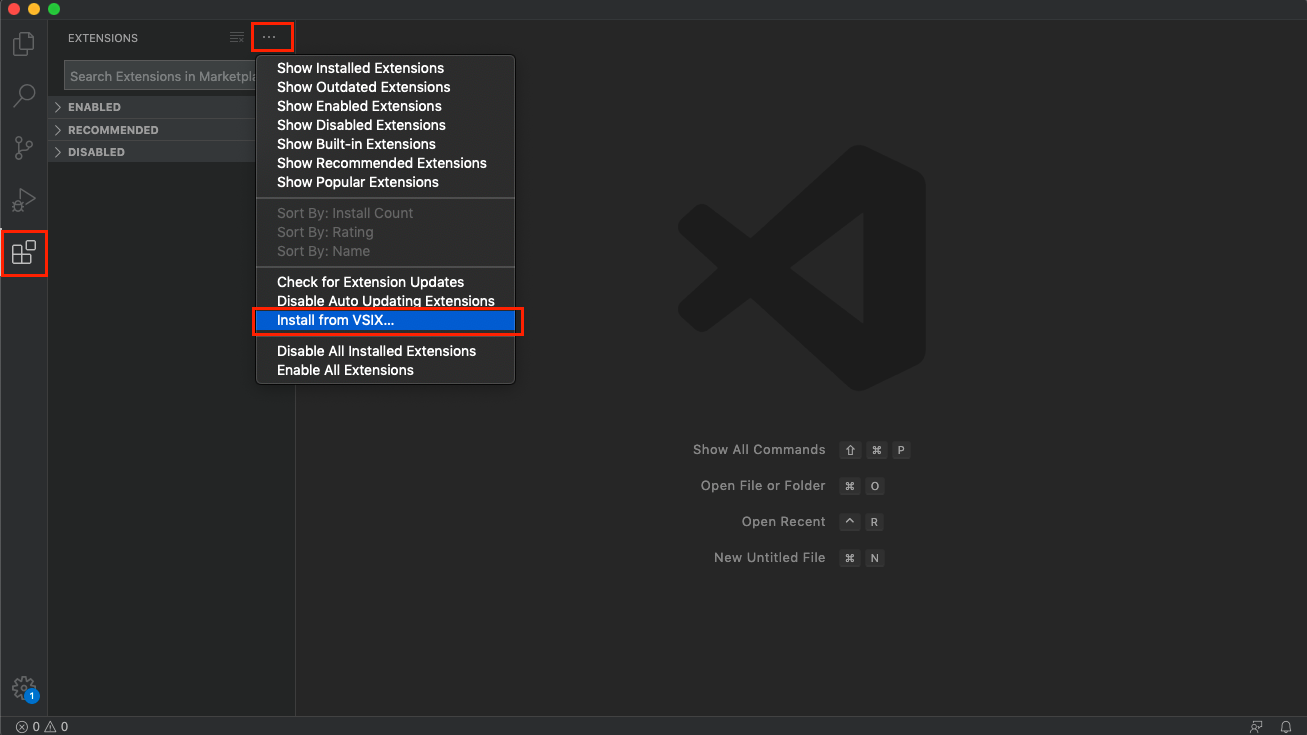 EXTENSIONS
...
Search Extensions in Marketpla
ENABLED
RECOMMENDED
DISABLED
Show Installed Extensions
Show Outdated Extensions
Show Enabled Extensions
Show Disabled Extensions
Show Built-in Extensions
Show Recommended Extensions
Show Popular Extensions
Sort By: Install Count
Sort By: Rating
Sort By: Name
Check for Extension Updates
Disable Auto Updating Extensions
Install from VSIX...
Disable All Installed Extensions
Enable All Extensions
Show All Commands ⇧ ⌘ P
Open File or Folder ⌘ O
Open Recent ^ R
New Untitled File ⌘ N
1
0 0